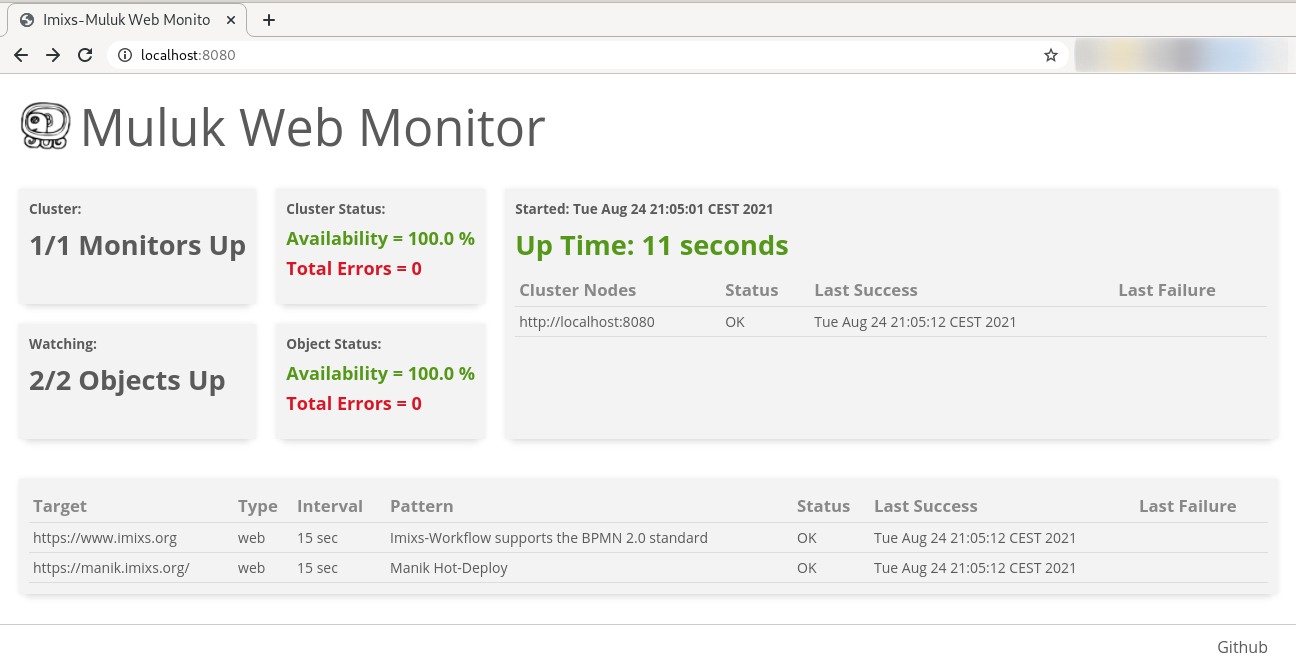 Imixs-Muluk Web Monito
localhost:8080
Muluk Web Monitor
Cluster:
1/1 Monitors Up
Cluster Status:
Availability = 100.0 %
Total Errors = 0
Started: Tue Aug 24 21:05:01 CEST 2021
Up Time: 11 seconds
Cluster Nodes Status Last Success Last Failure
http://localhost:8080 OK Tue Aug 24 21:05:12 CEST 2021
Watching:
2/2 Objects Up
Object Status:
Availability = 100.0 %
Total Errors = 0
Target Type Interval Pattern Status Last Success Last Failure
https://www.imixs.org web 15 sec Imixs-Workflow supports the BPMN 2.0 standard OK Tue Aug 24 21:05:12 CEST 2021
https://manik.imixs.org/ web 15 sec Manik Hot-Deploy OK Tue Aug 24 21:05:12 CEST 2021
Github